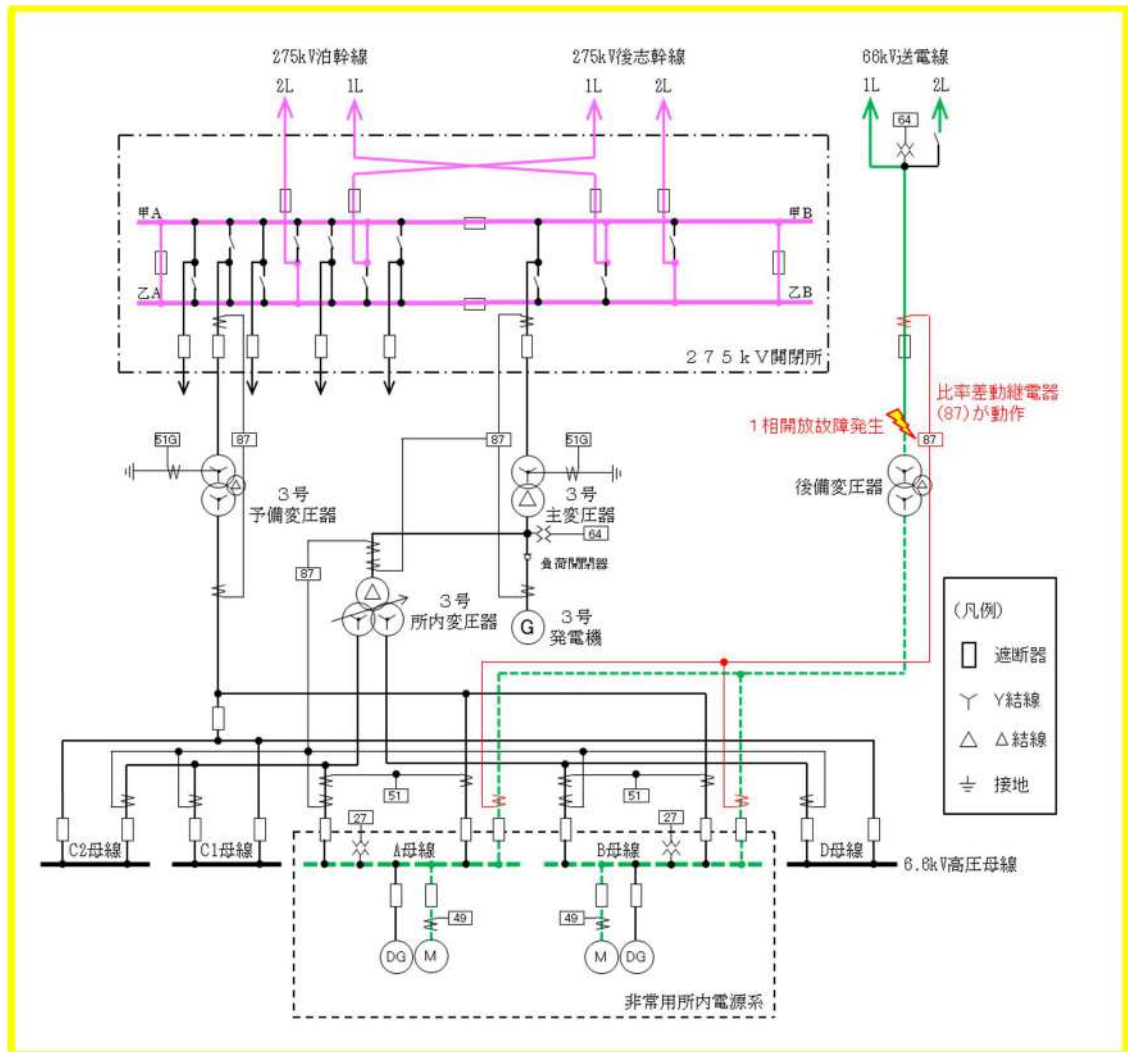 275kV泊幹線
275kV後志幹線
66kV送電線
2L
1L
1L
2L
1L
2L
64
甲A
甲B
乙A
乙B
275kV開閉所
比率差動継電器
(87)が動作
1相開放故障発生
51G
87
87
51G
87
3号
予備変圧器
3号
主変圧器
後備変圧器
64
負荷開閉器
87
3号
所内変圧器
G
3号
発電機
(凡例)
遮断器
Y結線
△結線
接地
51
51
27
27
C2母線
C1母線
A母線
B母線
D母線
6.6kV高圧母線
49
49
DG
M
M
DG
非常用所内電源系